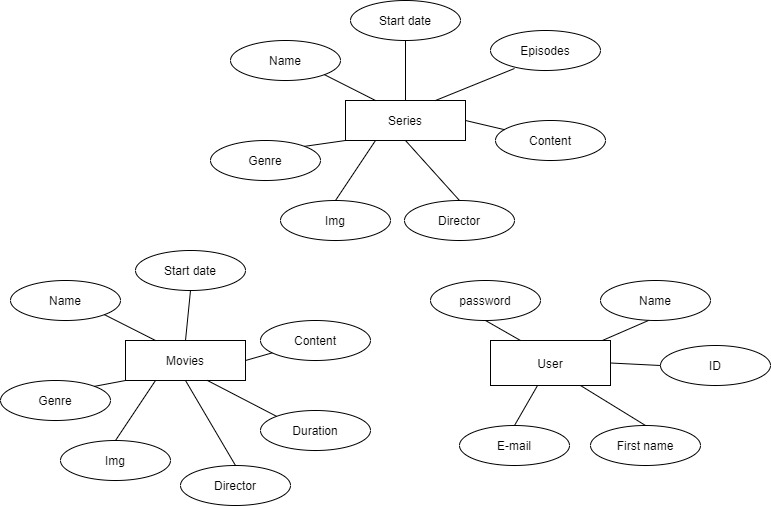 Start date
Episodes
Name
Series
Content
Genre
Img
Director
Start date
Name
Content
Movies
Genre
Duration
Img
Director
password
Name
User
ID
E-mail
First name